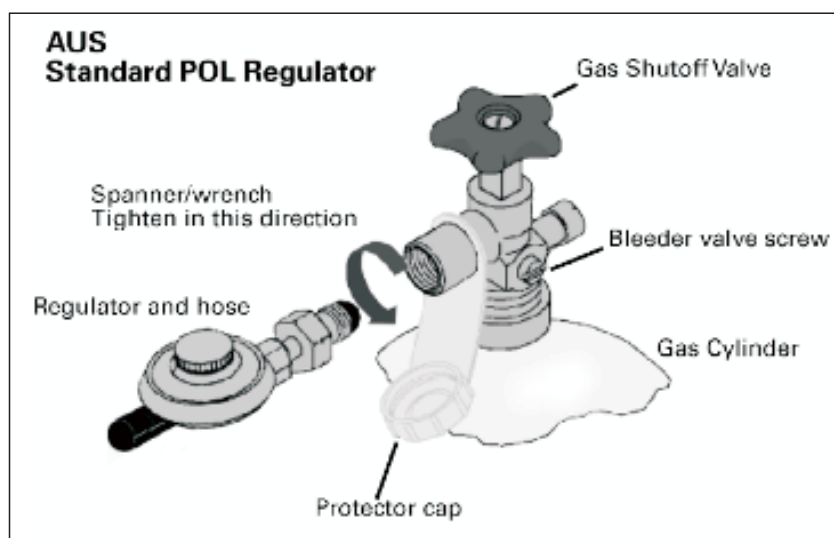 AUS
Standard POL Regulator
Gas Shutoff Valve
Spanner/wrench
Tighten in this direction
Bleeder valve screw
Regulator and hose
Gas Cylinder
Protector cap